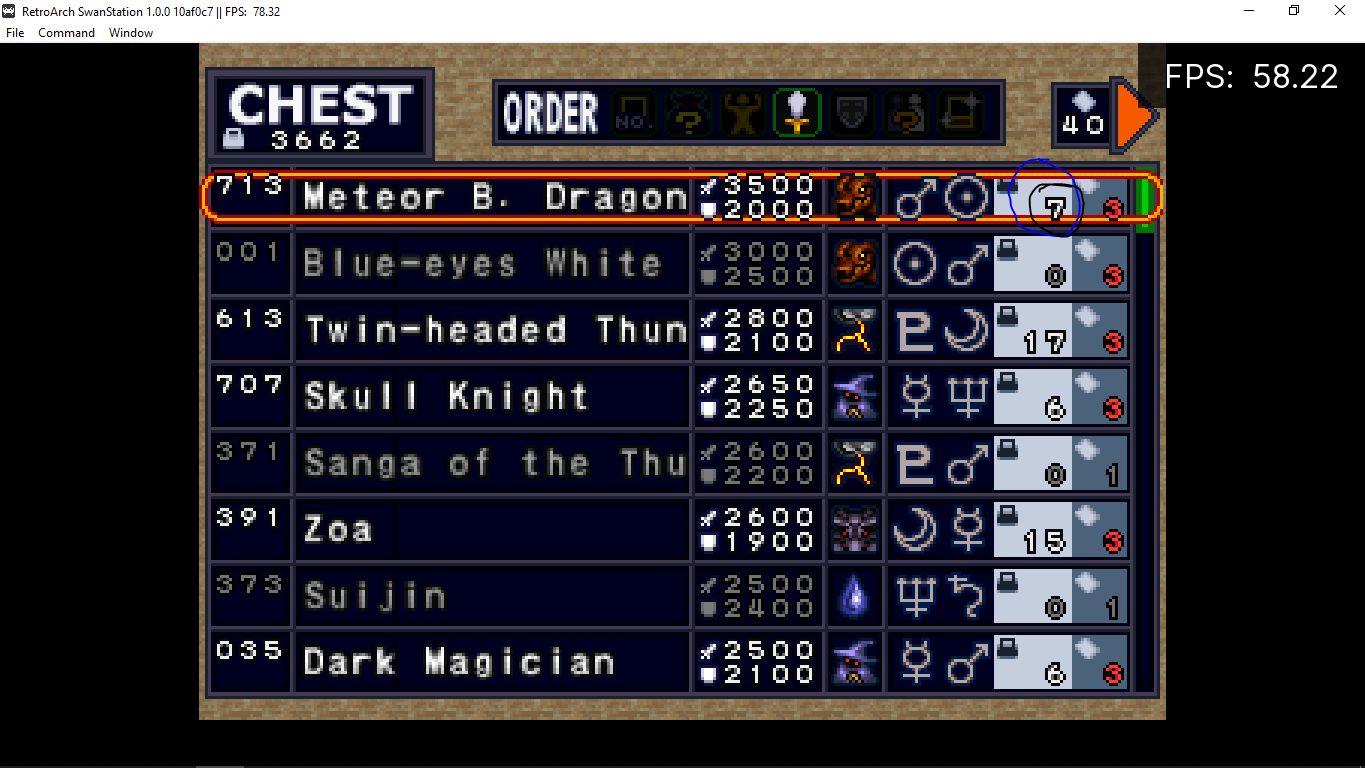 RetroArch SwanStation 1.0.0 10af0c7 || FPS: 78.32
File Command Window
FPS: 58.22
CHEST
3662
ORDER
NO.
?
?
40
713 Meteor B. Dragon 3500 2000 7 3
001 Blue-eyes White 3000 2500 0 3
613 Twin-headed Thun 2800 2100 17 3
707 Skull Knight 2650 2250 6 3
371 Sanga of the Thu 2600 2200 0 1
391 Zoa 2600 1900 15 3
373 Suijin 2500 2400 0 1
035 Dark Magician 2500 2100 6 3